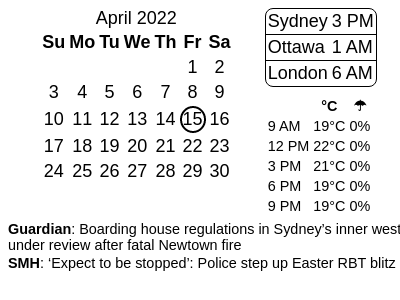 April 2022
Su Mo Tu We Th Fr Sa
1 2
3 4 5 6 7 8 9
10 11 12 13 14 15 16
17 18 19 20 21 22 23
24 25 26 27 28 29 30
Sydney 3 PM
Ottawa 1 AM
London 6 AM
°C ☂
9 AM 19°C 0%
12 PM 22°C 0%
3 PM 21°C 0%
6 PM 19°C 0%
9 PM 19°C 0%
Guardian: Boarding house regulations in Sydney’s inner west
under review after fatal Newtown fire
SMH: ‘Expect to be stopped’: Police step up Easter RBT blitz